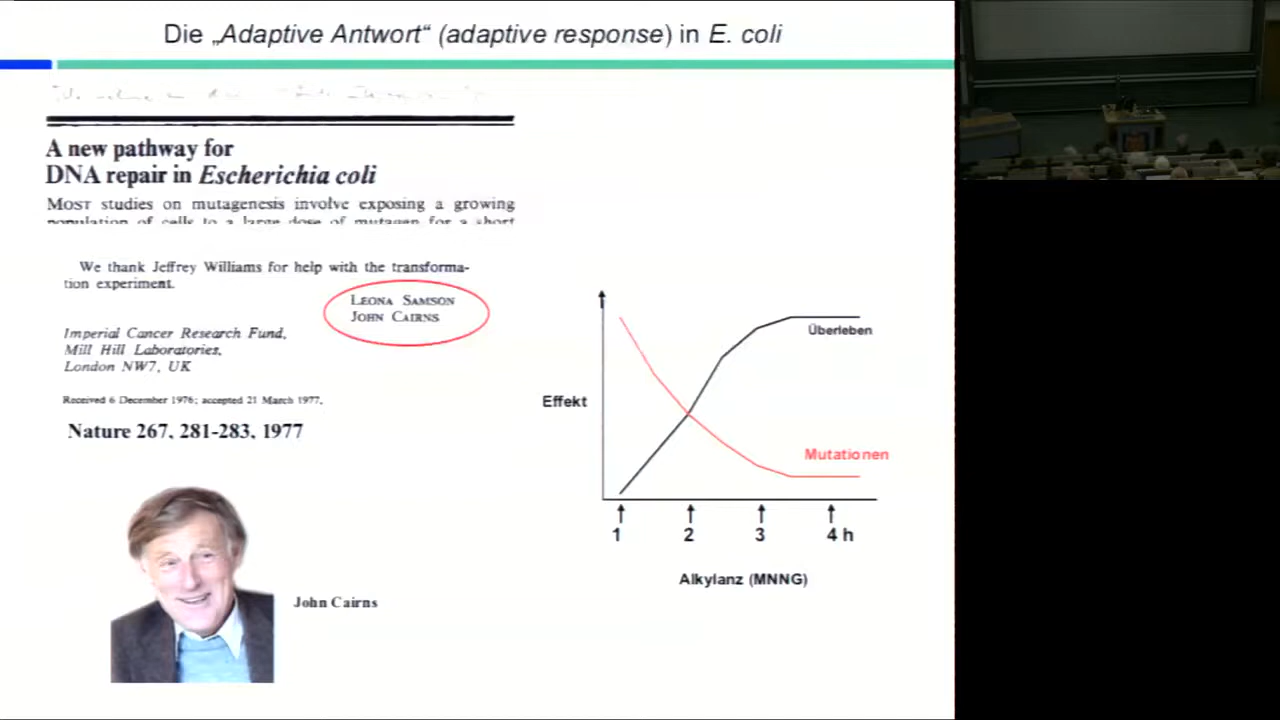 Die „Adaptive Antwort“ (adaptive response) in E. coli
A new pathway for
DNA repair in Escherichia coli
MOST studies on mutagenesis involve exposing a growing
population of cells to a large dose of mutagen for a short
We thank Jeffrey Williams for help with the transforma-
tion experiment.
LEONA SAMSON
JOHN CAIRNS
Imperial Cancer Research Fund,
Mill Hill Laboratories,
London NW7, UK
Received 6 December 1976; accepted 21 March 1977.
Nature 267, 281-283, 1977
John Cairns
Überleben
Effekt
Mutationen
1 2 3 4 h
Alkylanz (MNNG)